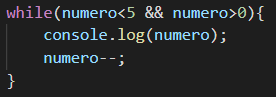 while(numero<5 && numero>0){
    console.log(numero);
    numero--;
}